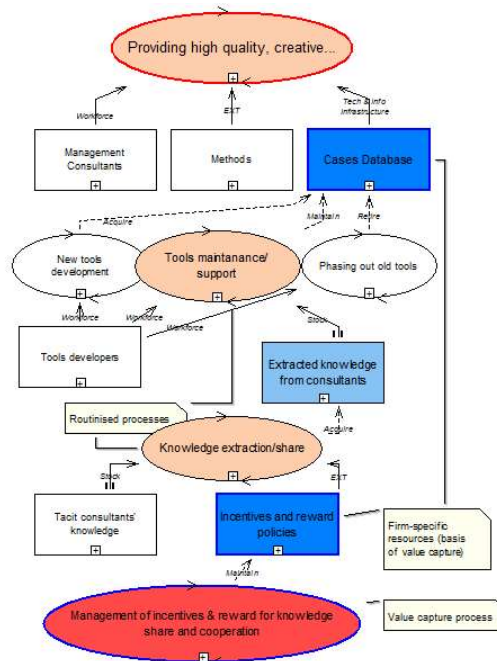 Providing high quality, creative...
Workforce
EXT
Tech & Info
Infrastructure
Management
Consultants
Methods
Cases Database
Acquire
Maintain
Retire
New tools
development
Tools maintanance/
support
Phasing out old tools
Workforce
Workforce
Workforce
Stock
Tools developers
Extracted knowledge
from consultants
Routinised processes
Acquire
Knowledge extraction/share
Stock
EXT
Tacit consultants'
knowledge
Incentives and reward
policies
Firm-specific
resources (basis
of value capture)
Maintain
Management of incentives & reward for knowledge
share and cooperation
Value capture process